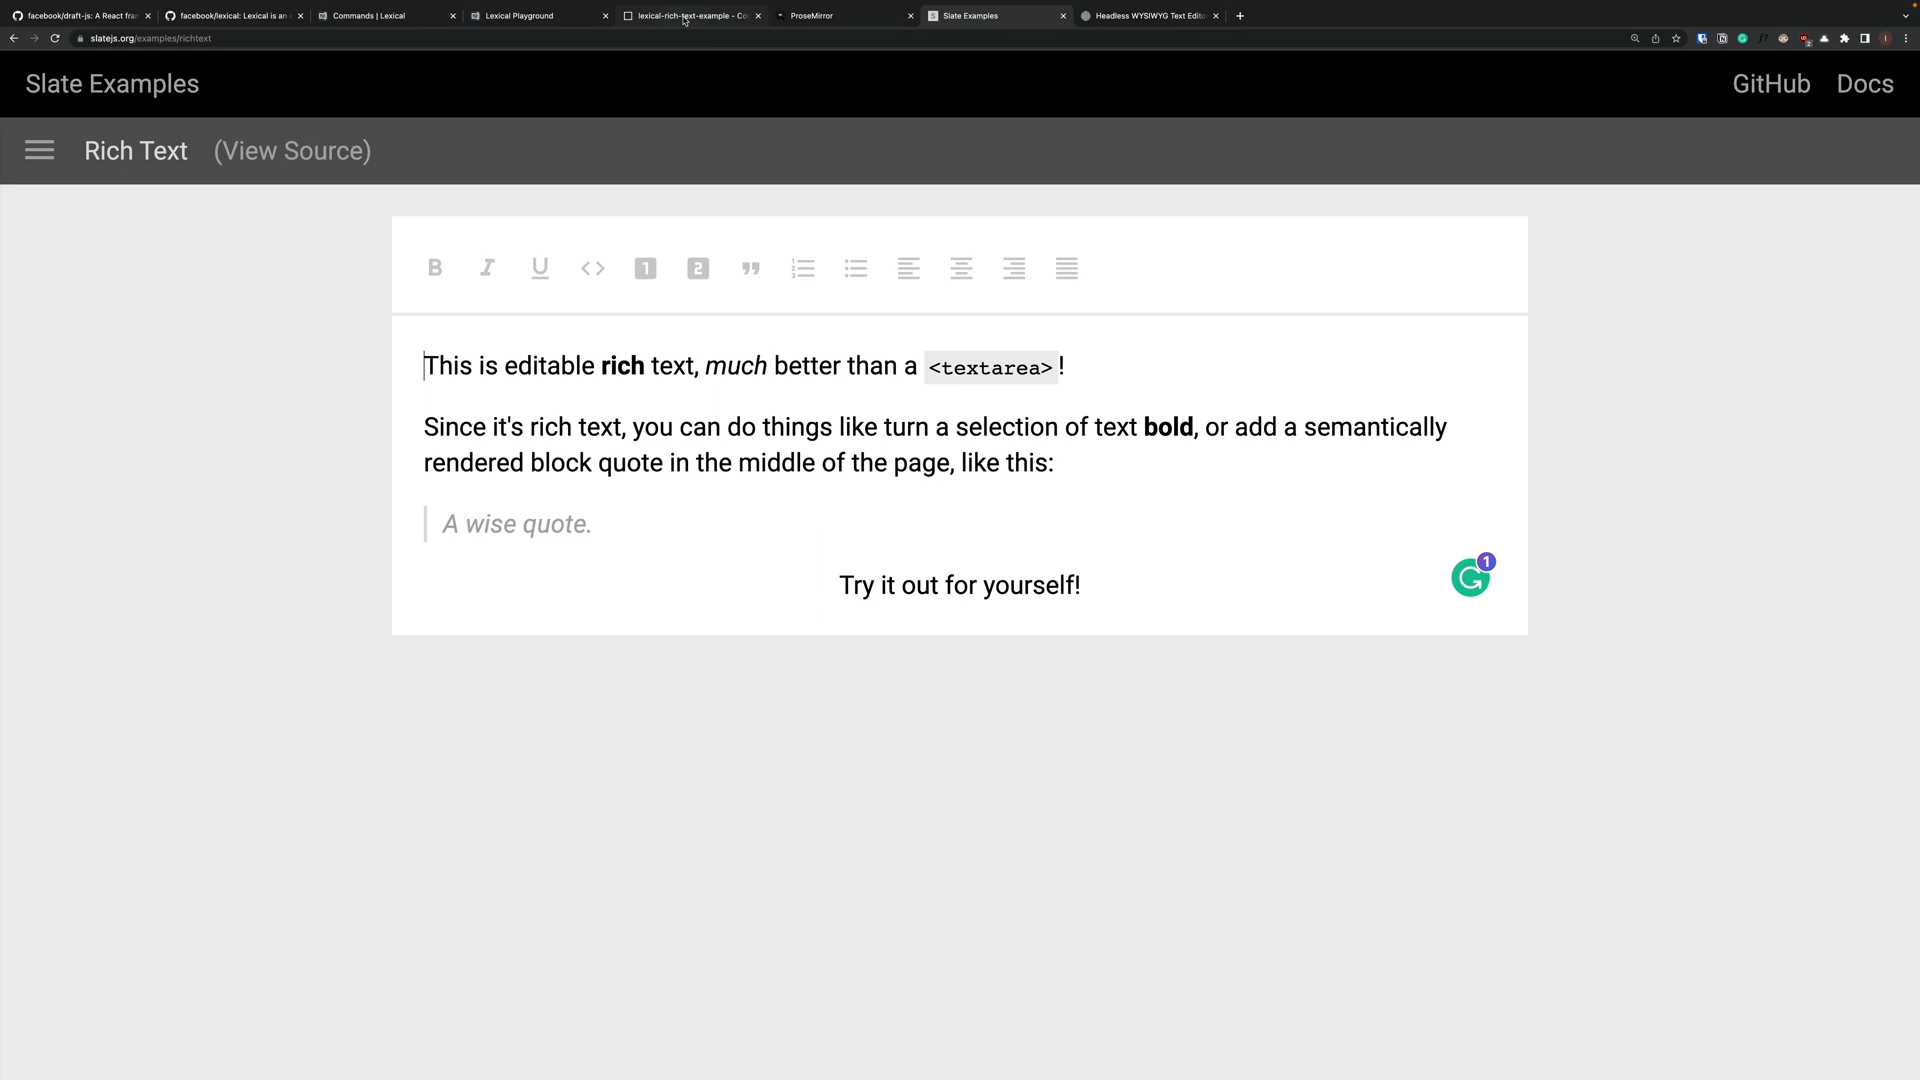 facebook/draft-js: A React fra
facebook/lexical: Lexical is an
Commands | Lexical
Lexical Playground
lexical-rich-text-example - Co
ProseMirror
Slate Examples
Headless WYSIWYG Text Edito
slatejs.org/examples/richtext
Slate Examples
GitHub
Docs
Rich Text
(View Source)
This is editable rich text, much better than a <textarea>!
Since it's rich text, you can do things like turn a selection of text bold, or add a semantically
rendered block quote in the middle of the page, like this:
A wise quote.
Try it out for yourself!
1